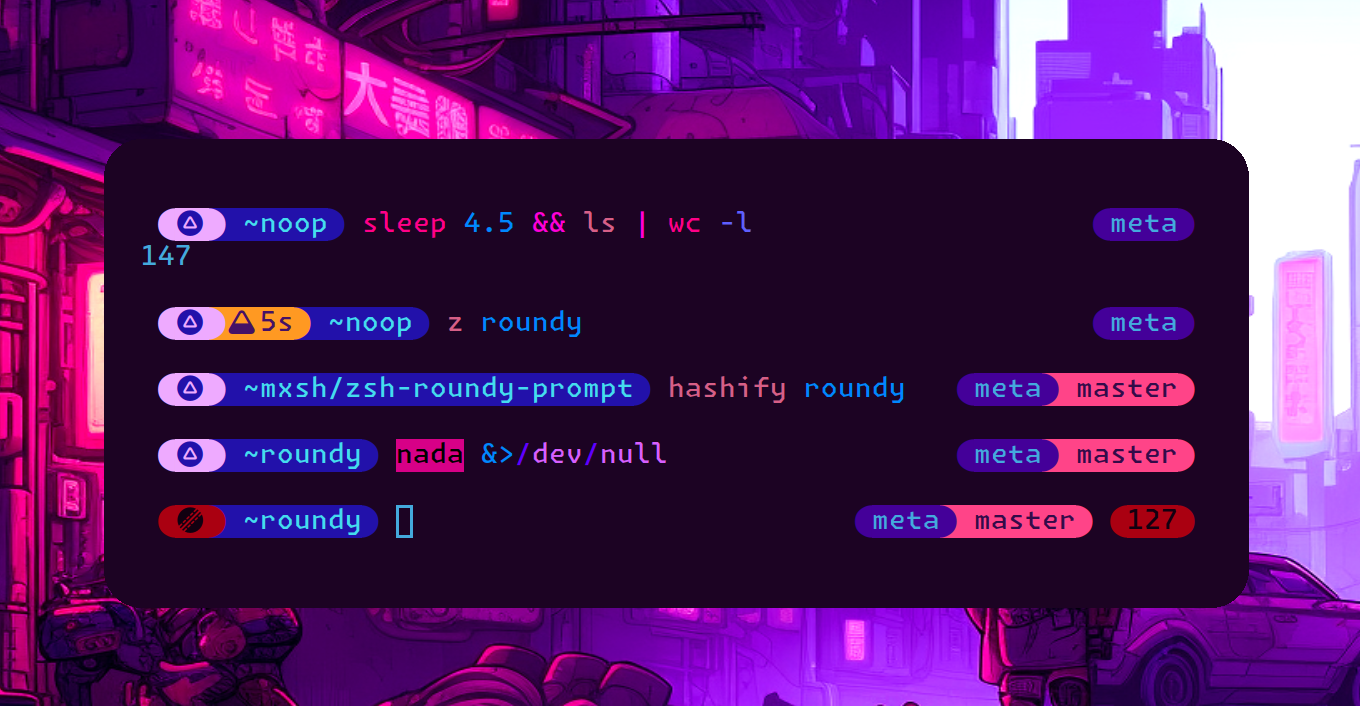 大
~noop sleep 4.5 && ls | wc -l meta
147
5s ~noop z roundy meta
~mxsh/zsh-roundy-prompt hashify roundy meta master
~roundy nada &>/dev/null meta master
~roundy meta master 127